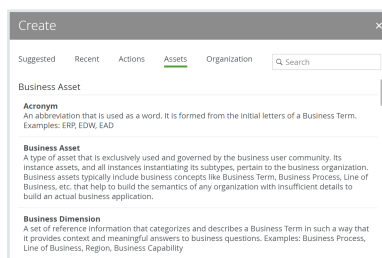 Create
×
Suggested Recent Actions Assets Organization Search
Business Asset
Acronym
An abbreviation that is used as a word. It is formed from the initial letters of a Business Term.
Examples: ERP, EDW, EAD
Business Asset
A type of asset that is exclusively used and governed by the business user community. Its
instance assets, and all instances instantiating its subtypes, pertain to the business organization.
Business assets typically include business concepts like Business Term, Business Process, Line of
Business, etc. that help to build the semantics of any organization with insufficient details to
build an actual business application.
Business Dimension
A set of reference information that categorizes and describes a Business Term in such a way that
it provides context and meaningful answers to business questions. Examples: Business Process,
Line of Business, Region, Business Capability